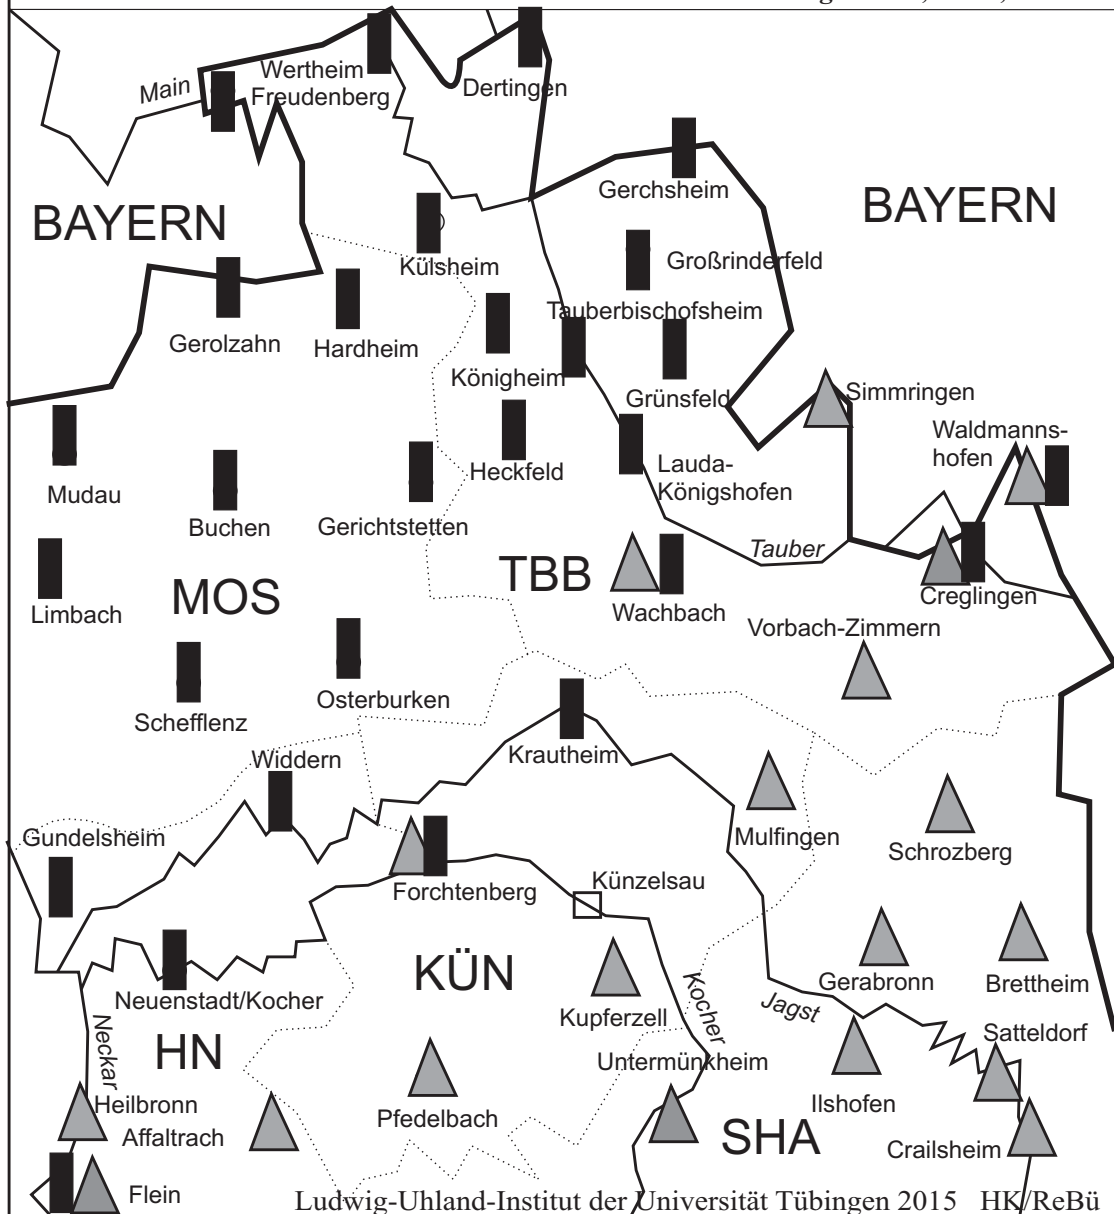 Main
Wertheim
Freudenberg
Dertingen
Gerchsheim
BAYERN
BAYERN
Külsheim
Großrinderfeld
Tauberbischofsheim
Gerolzahn
Hardheim
Königheim
Grünsfeld
Simmringen
Waldmanns-
hofen
Mudau
Buchen
Gerichtstetten
Heckfeld
Lauda-
Königshofen
Tauber
Limbach
MOS
TBB
Wachbach
Creglingen
Vorbach-Zimmern
Schefflenz
Osterburken
Widdern
Krautheim
Gundelsheim
Mulfingen
Schrozberg
Forchtenberg
Künzelsau
Neuenstadt/Kocher
KÜN
Kupferzell
Kocher
Jagst
Gerabronn
Brettheim
Neckar
HN
Untermünkheim
Satteldorf
Heilbronn
Affaltrach
Pfedelbach
Ilshofen
SHA
Crailsheim
Flein
Ludwig-Uhland-Institut der Universität Tübingen 2015 HK/ReBü